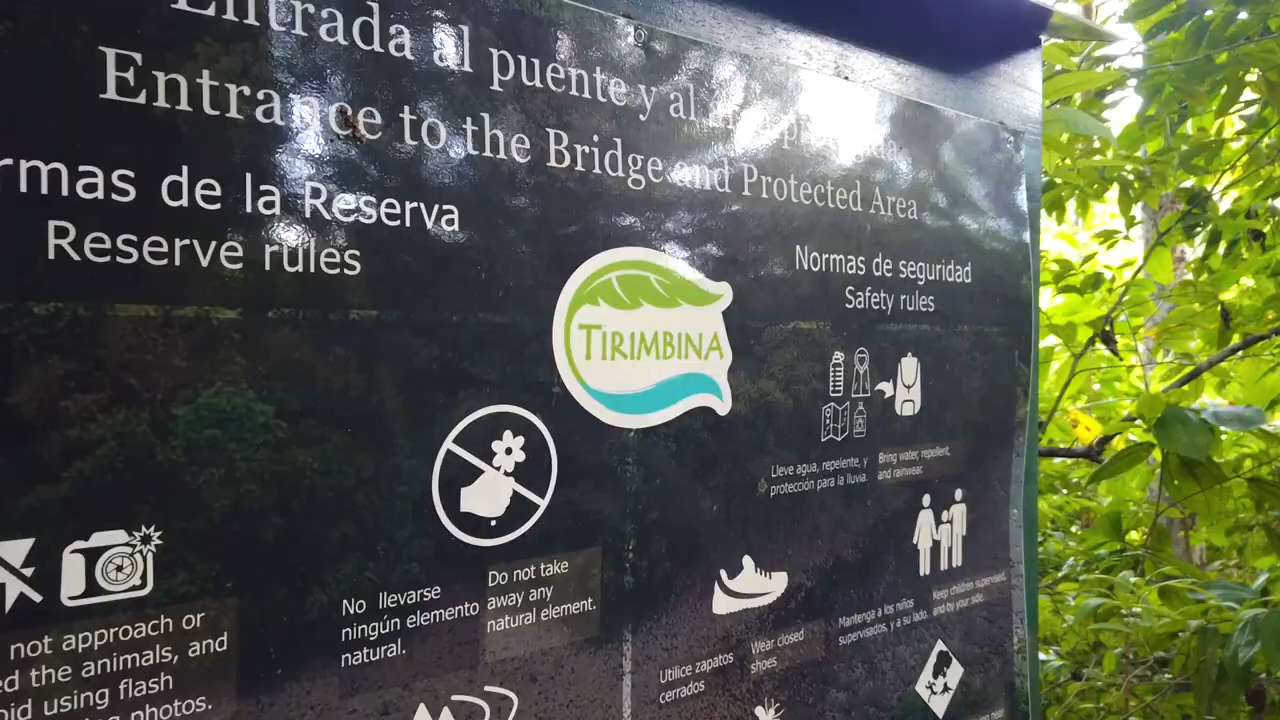 Entrada al puente y al
Entrance to the Bridge and Protected Area
rmas de la Reserva
Reserve rules
TIRIMBINA
Normas de seguridad
Safety rules
Lleve agua, repelente, y
protección para la lluvia.
Bring water, repellent,
and rainwear.
No llevarse
ningún elemento
natural.
Do not take
away any
natural element.
not approach or
ed the animals, and
oid using flash
photos.
Utilice zapatos
cerrados
Wear closed
shoes
Mantenga a los niños
supervisados, y a su lado.
Keep children supervised,
and by your side.